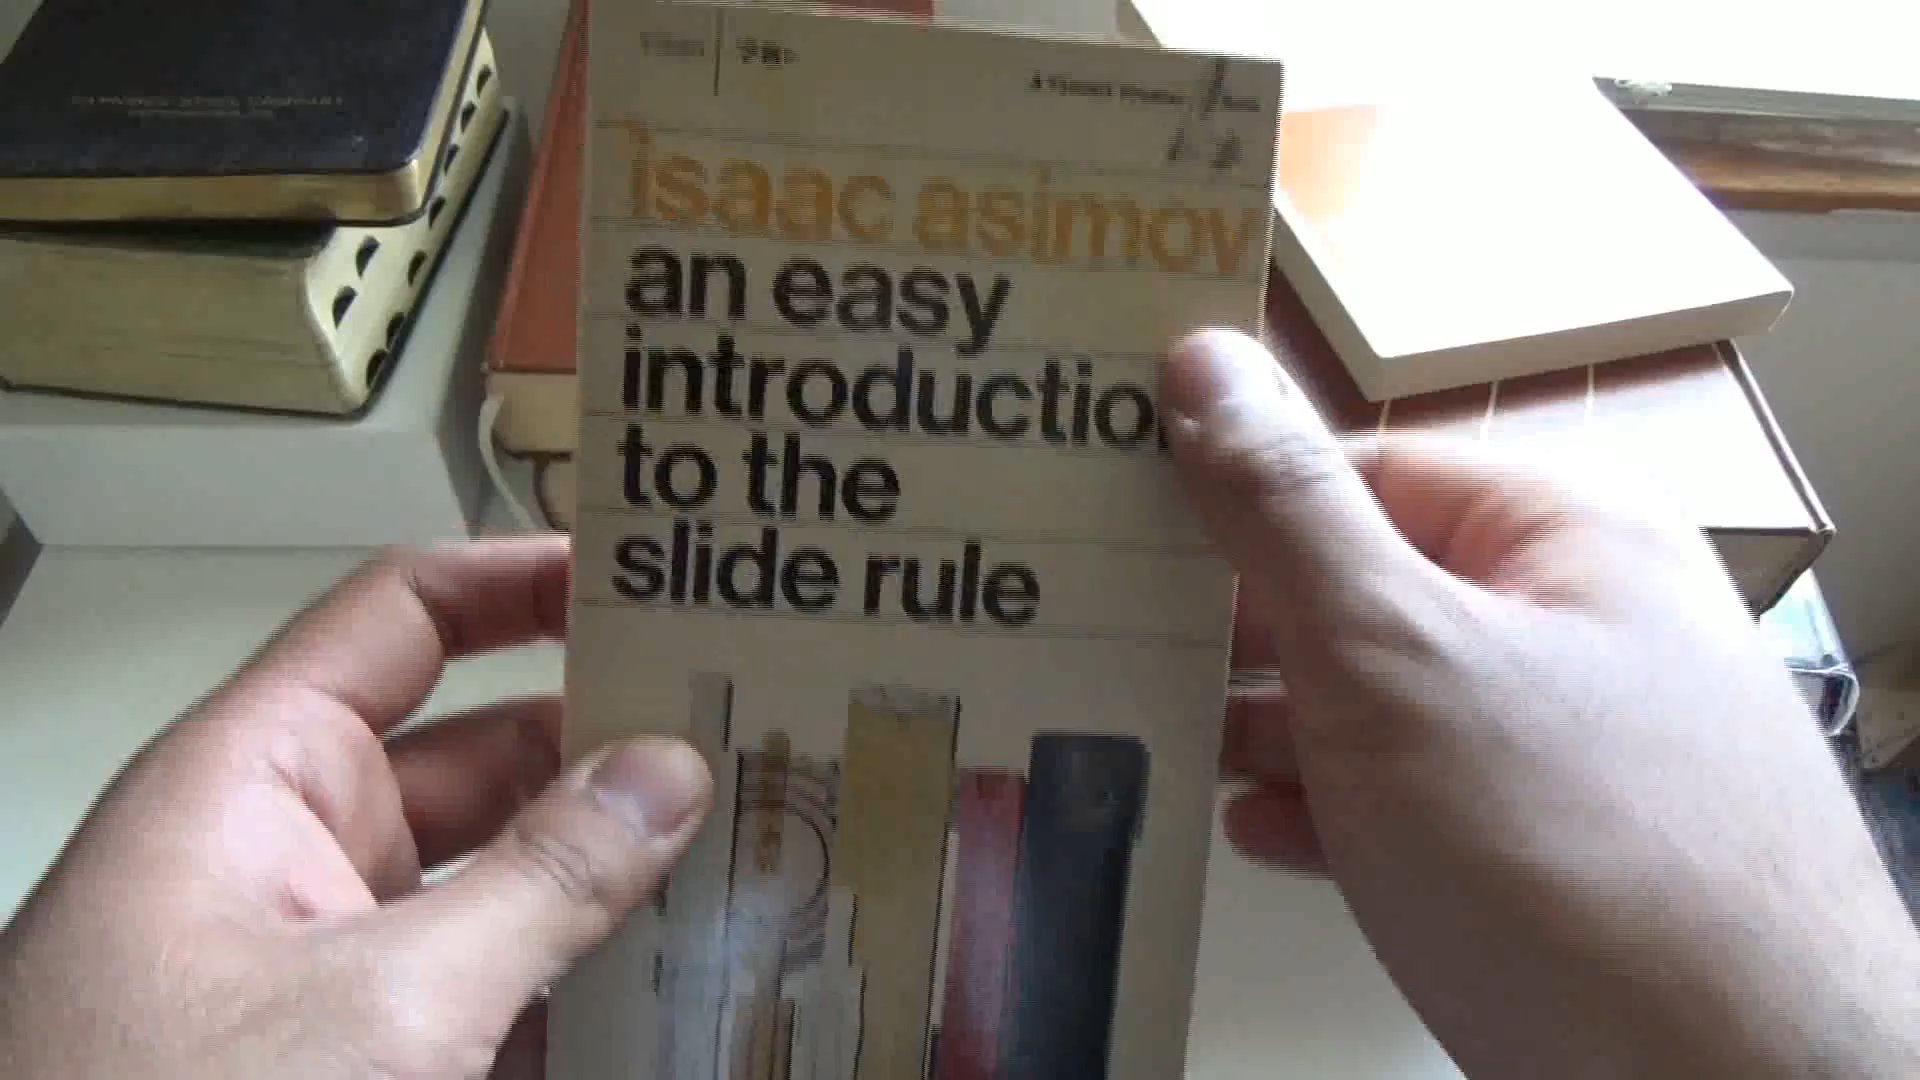 isaac asimov
an easy
introductio
to the
slide rule